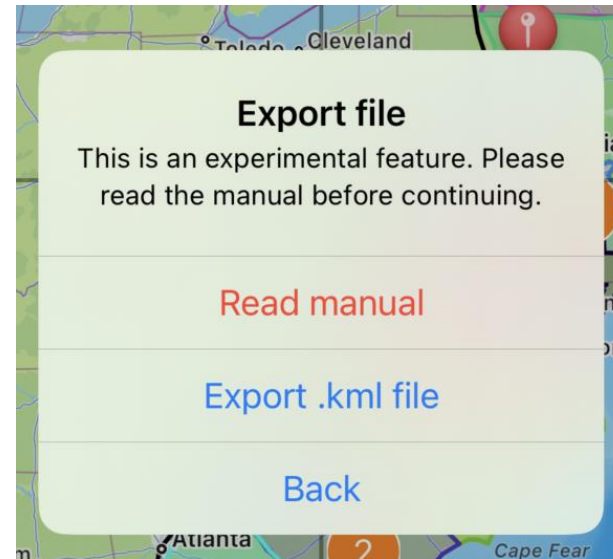 Toledo
Cleveland
Export file
This is an experimental feature. Please
read the manual before continuing.
Read manual
Export .kml file
Back
Atlanta
2
Cape Fear